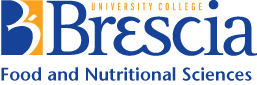 UNIVERSITY COLLEGE
Brescia
Food and Nutritional Sciences